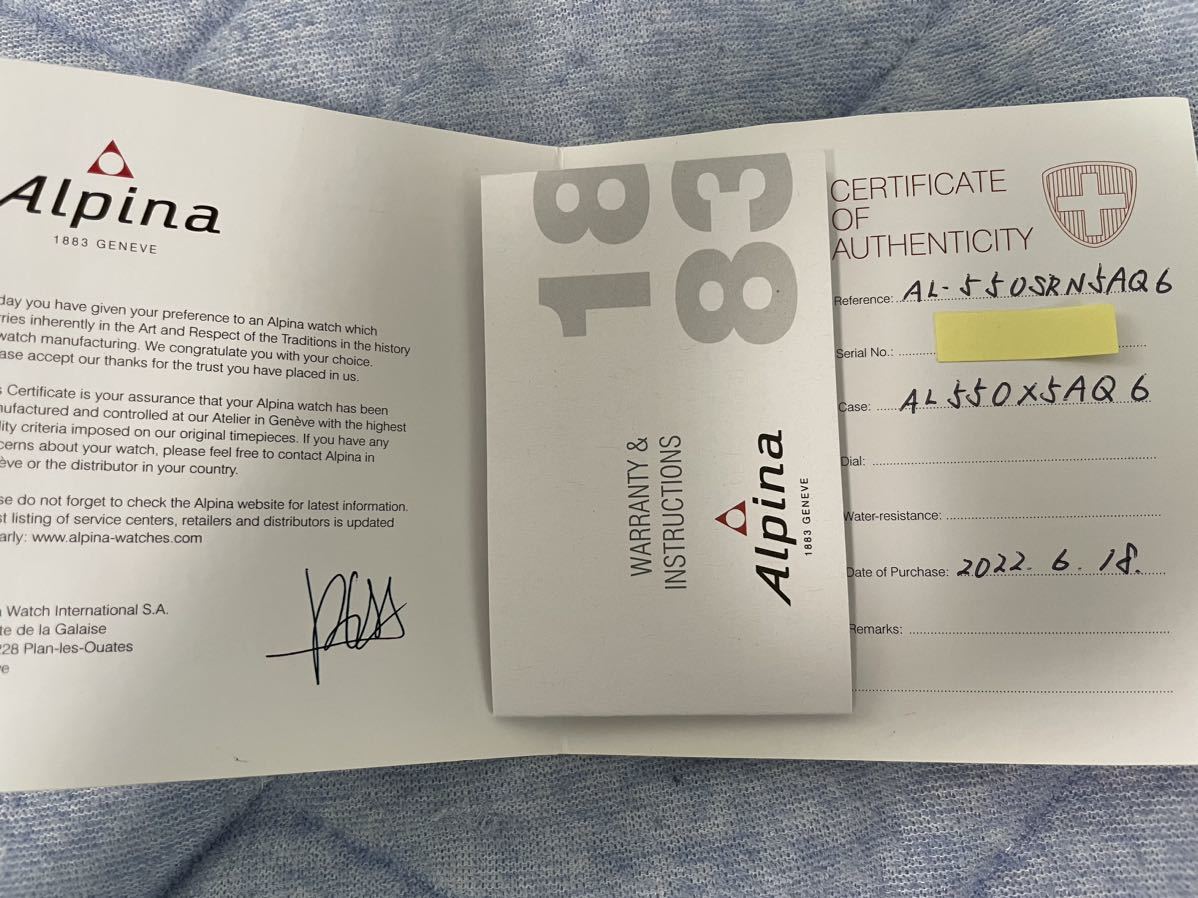 Alpina
1883 GENEVE
day you have given your preference to an Alpina watch which
ries inherently in the Art and Respect of the Traditions in the history
watch manufacturing. We congratulate you with your choice.
ase accept our thanks for the trust you have placed in us.
s Certificate is your assurance that your Alpina watch has been
nufactured and controlled at our Atelier in Genève with the highest
lity criteria imposed on our original timepieces. If you have any
cerns about your watch, please feel free to contact Alpina in
ève or the distributor in your country.
se do not forget to check the Alpina website for latest information.
st listing of service centers, retailers and distributors is updated
arly: www.alpina-watches.com
Watch International S.A.
te de la Galaise
228 Plan-les-Ouates
e
18
83
WARRANTY &
INSTRUCTIONS
Alpina
1883 GENEVE
CERTIFICATE
OF
AUTHENTICITY
Reference: AL-550SRN5AQ6
Serial No.:
Case: AL550X5AQ6
Dial:
Water-resistance:
Date of Purchase: 2022.6.18.
Remarks: